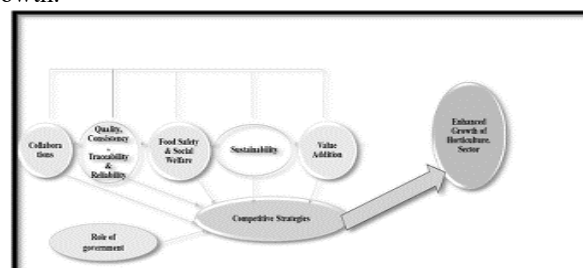 owth.
Collabora
tions
Quality,
Consistency
,
Traceability
&
Reliability
Food Safety
& Social
Welfare
Sustainability
Value
Addition
Enhanced
Growth of
Horticulture.
Sector
Competitive Strategies
Role of
government